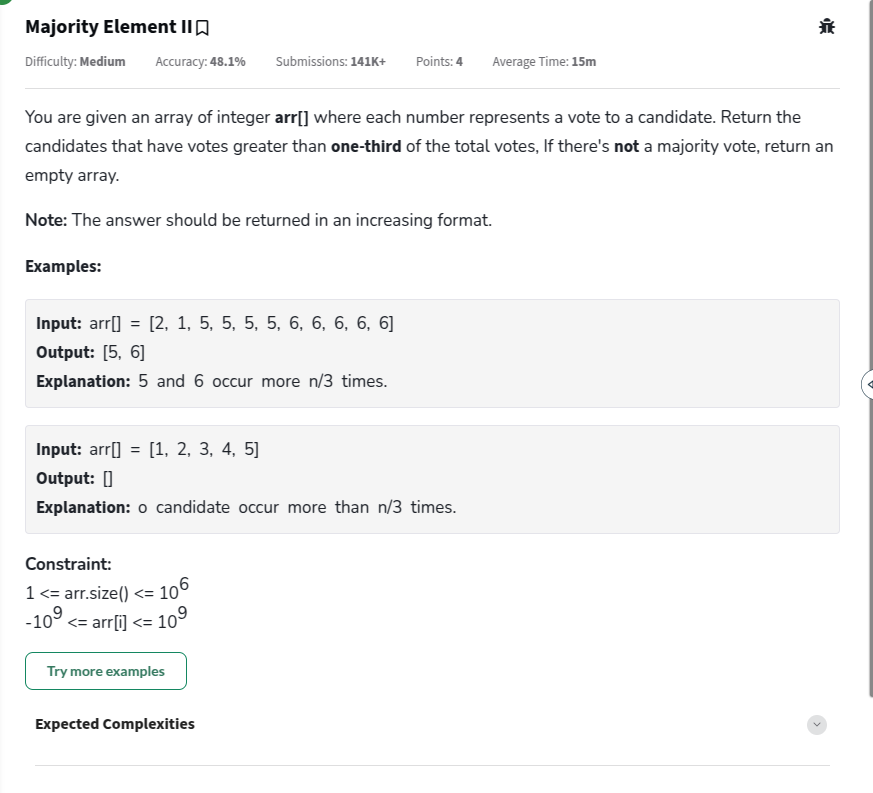 Majority Element II
Difficulty: Medium Accuracy: 48.1% Submissions: 141K+ Points: 4 Average Time: 15m
You are given an array of integer arr[] where each number represents a vote to a candidate. Return the
candidates that have votes greater than one-third of the total votes, If there's not a majority vote, return an
empty array.
Note: The answer should be returned in an increasing format.
Examples:
Input: arr[] = [2, 1, 5, 5, 5, 5, 6, 6, 6, 6, 6]
Output: [5, 6]
Explanation: 5 and 6 occur more n/3 times.
Input: arr[] = [1, 2, 3, 4, 5]
Output: []
Explanation: o candidate occur more than n/3 times.
Constraint:
1 <= arr.size() <= 10^6
-10^9 <= arr[i] <= 10^9
Try more examples
Expected Complexities